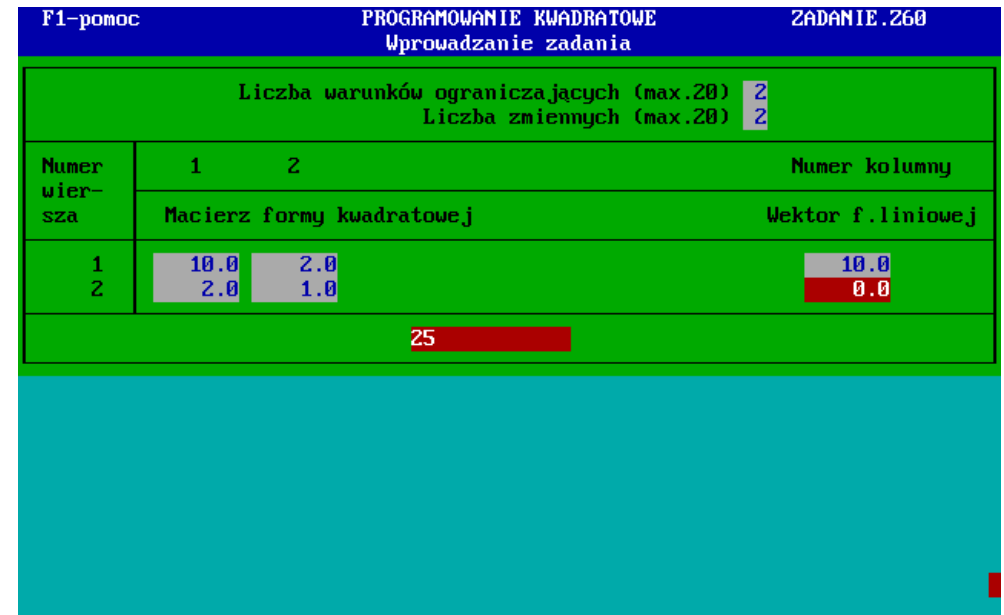 F1-pomoc PROGRAMOWANIE KWADRATOWE ZADANIE.Z60
Wprowadzanie zadania
Liczba warunków ograniczających (max.20) 2
Liczba zmiennych (max.20) 2
Numer wier-sza 1 2 Numer kolumny
Macierz formy kwadratowej Wektor f.liniowej
1 10.0 2.0 10.0
2 2.0 1.0 0.0
25